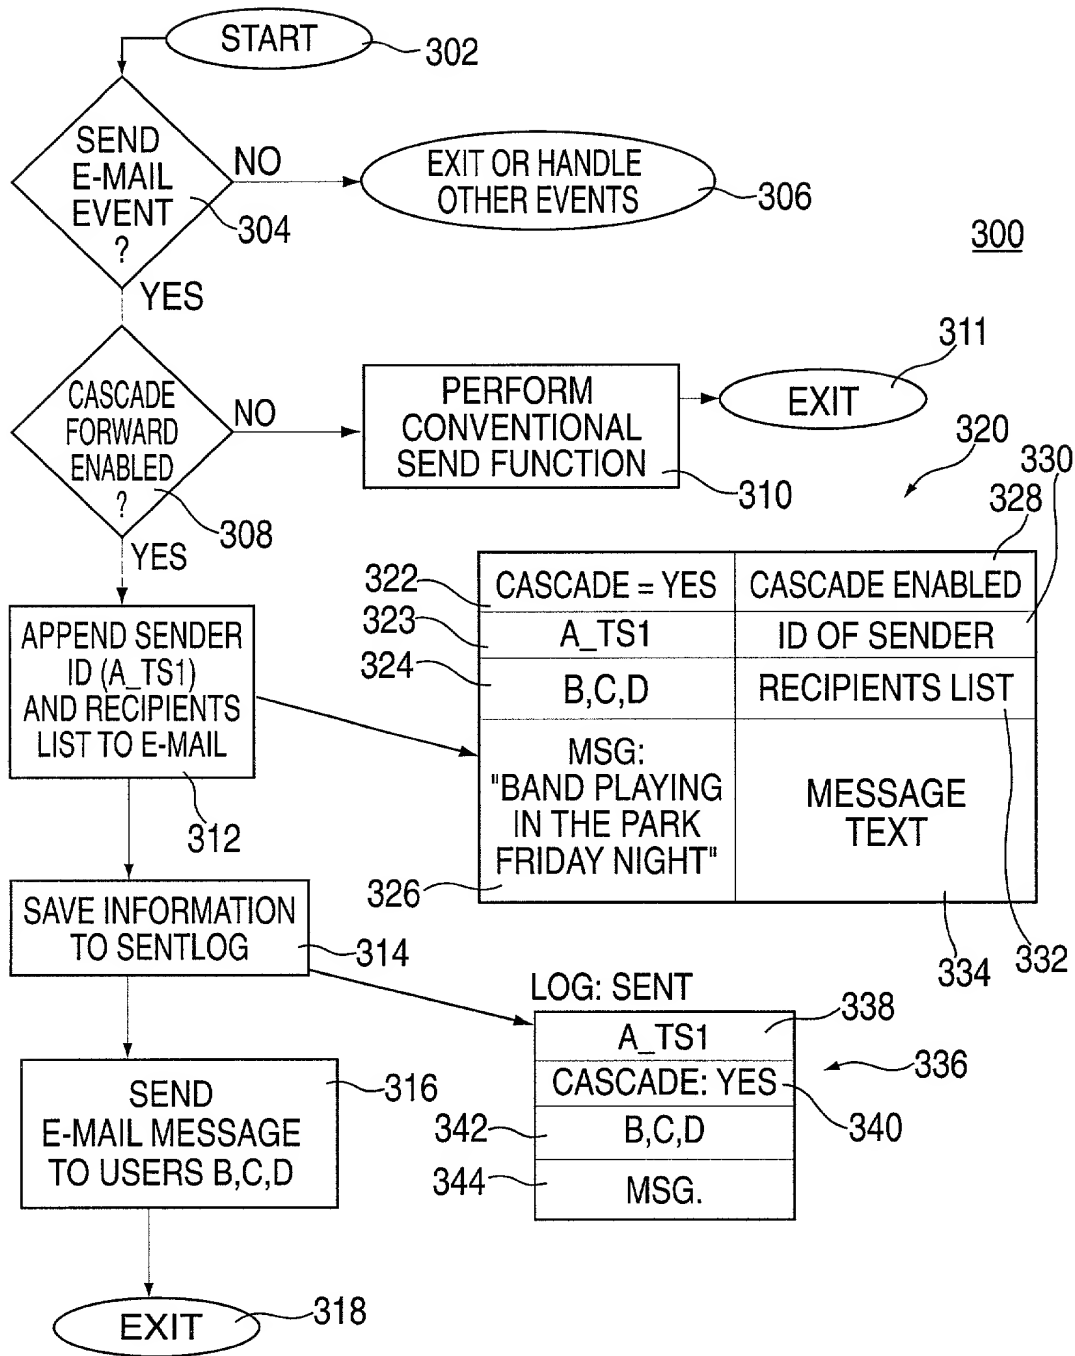 START
302
SEND
E-MAIL
EVENT
?
304
NO
EXIT OR HANDLE
OTHER EVENTS
306
300
YES
CASCADE
FORWARD
ENABLED
?
308
NO
PERFORM
CONVENTIONAL
SEND FUNCTION
310
EXIT
311
YES
320
330
328
322
CASCADE = YES
CASCADE ENABLED
323
A_TS1
ID OF SENDER
324
B,C,D
RECIPIENTS LIST
MSG:
"BAND PLAYING
IN THE PARK
FRIDAY NIGHT"
326
MESSAGE
TEXT
334
332
APPEND SENDER
ID (A_TS1)
AND RECIPIENTS
LIST TO E-MAIL
312
SAVE INFORMATION
TO SENTLOG
314
LOG: SENT
338
A_TS1
336
CASCADE: YES
340
342
B,C,D
344
MSG.
SEND
E-MAIL MESSAGE
TO USERS B,C,D
316
EXIT
318